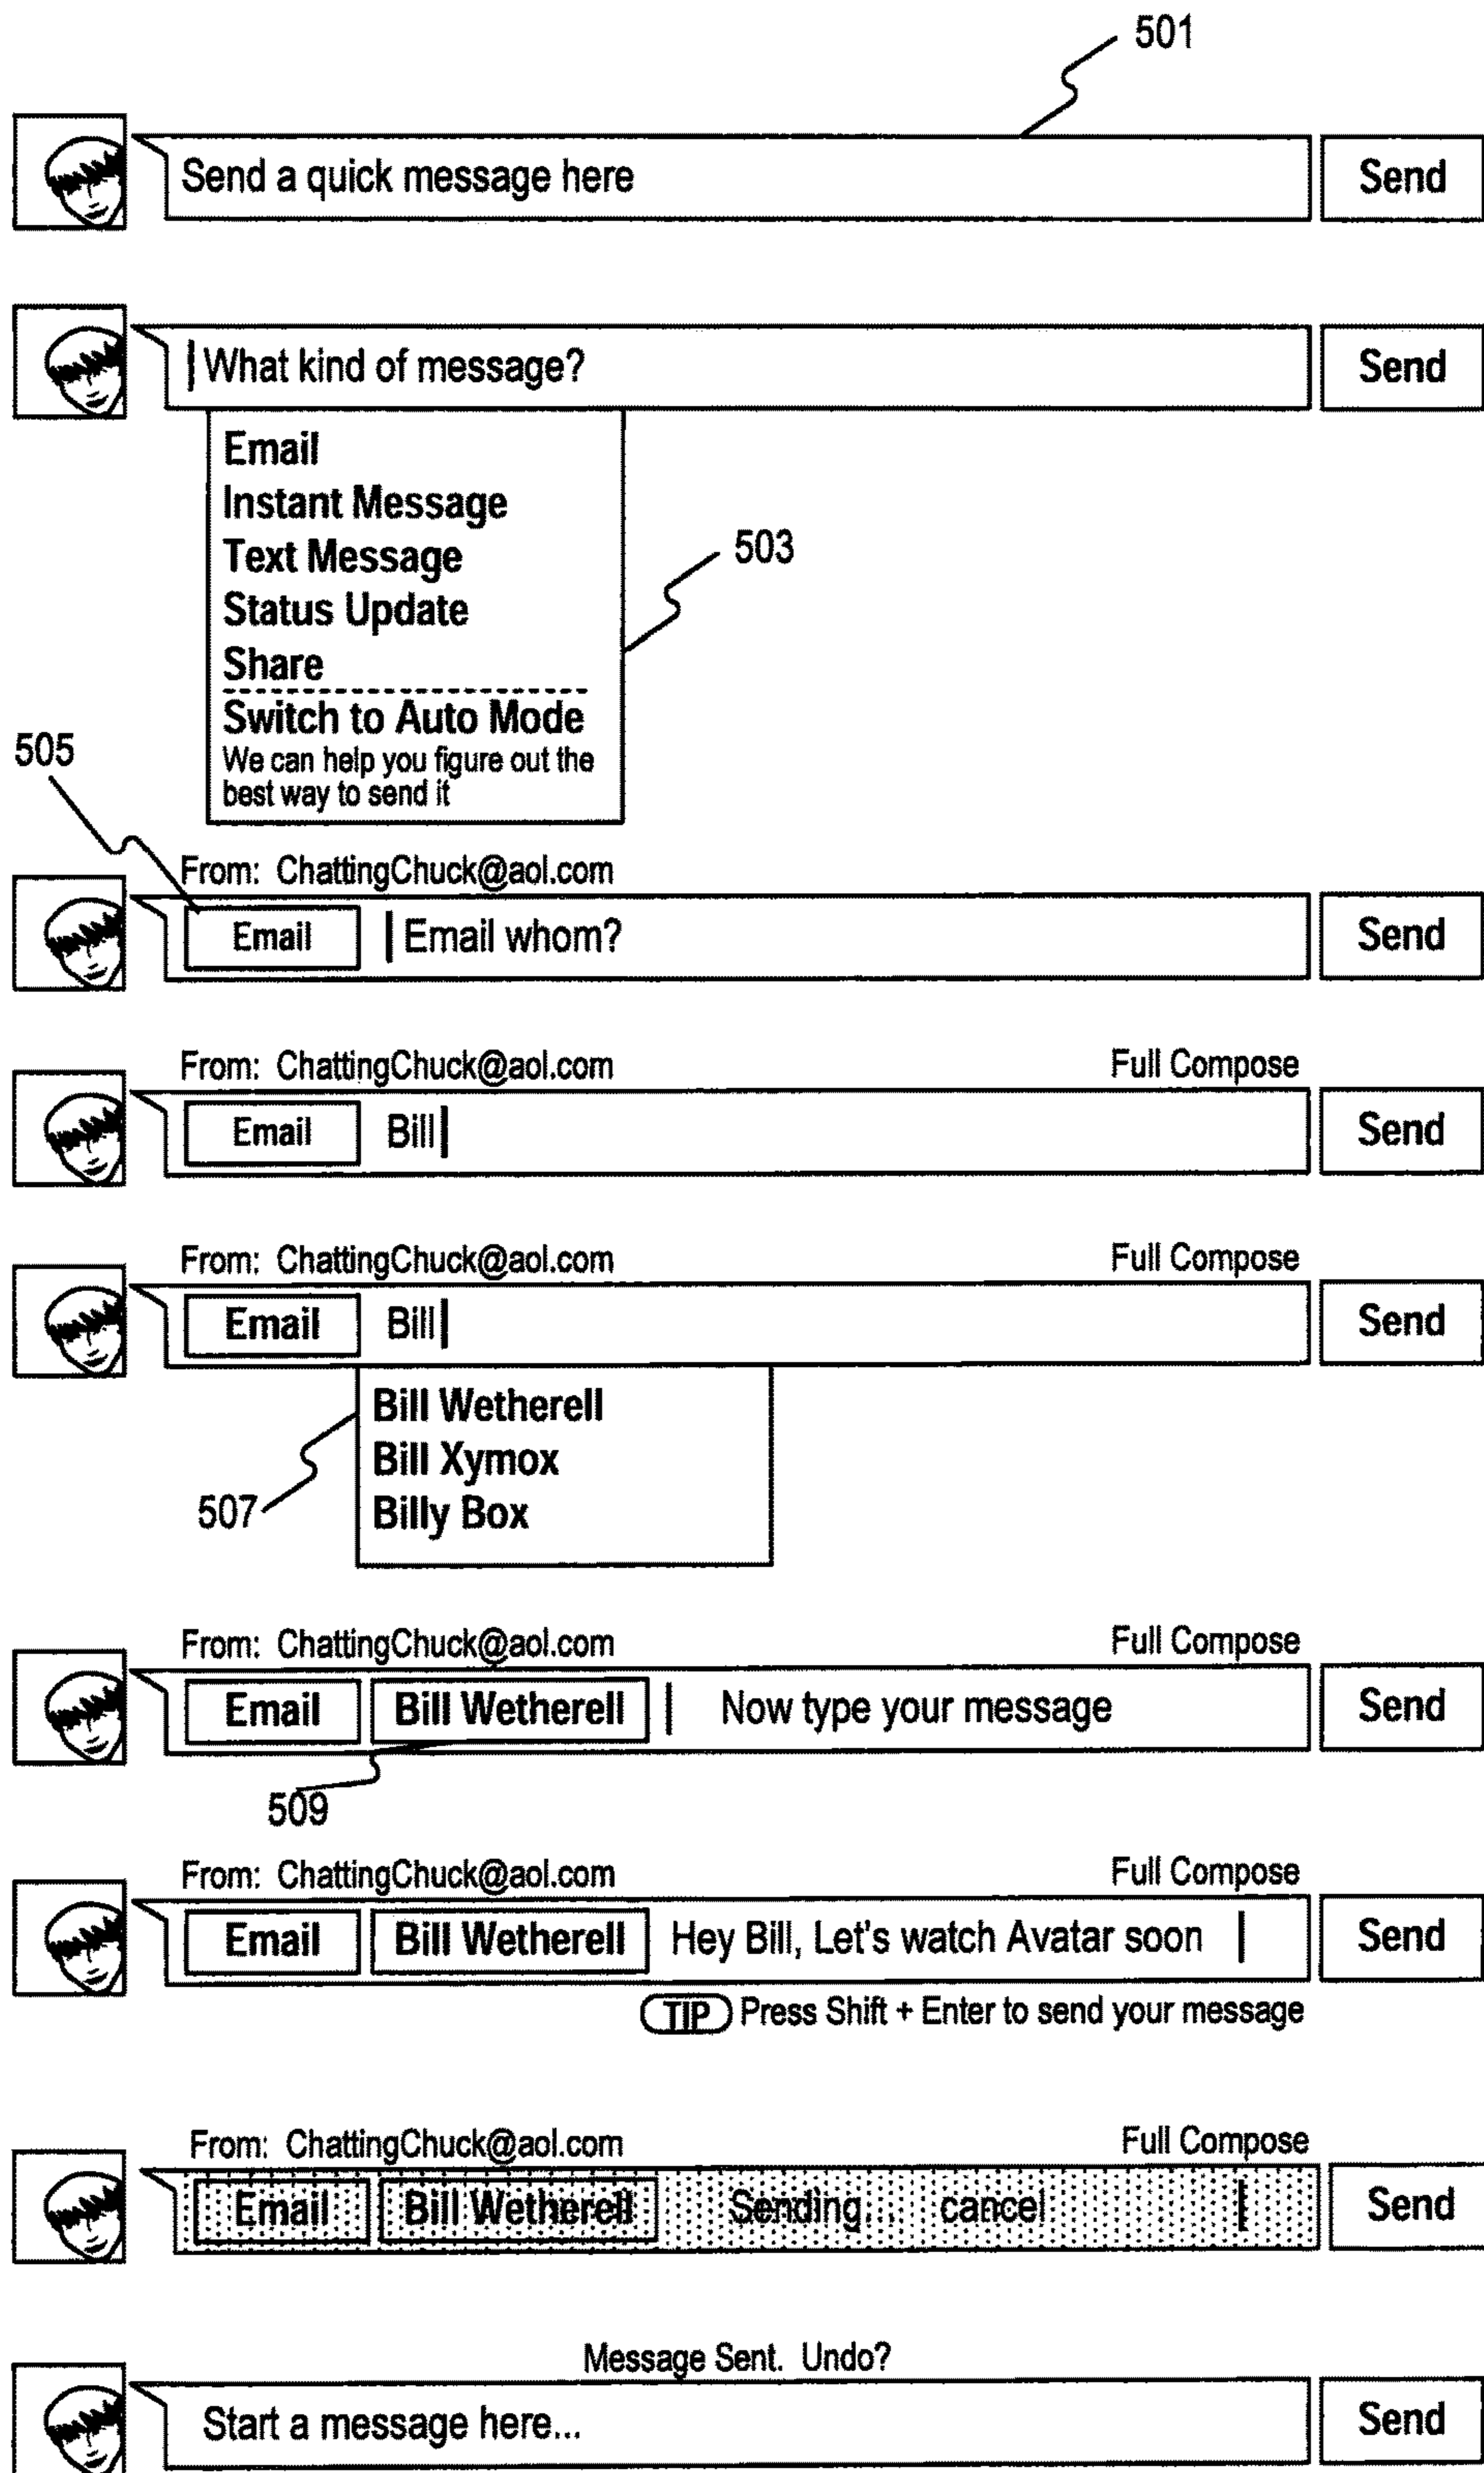 501
Send a quick message here Send
What kind of message? Send
Email
Instant Message
Text Message
503
Status Update
Share
Switch to Auto Mode
505
We can help you figure out the
best way to send it
From: ChattingChuck@aol.com
Email Email whom? Send
From: ChattingChuck@aol.com Full Compose
Email Bill Send
From: ChattingChuck@aol.com Full Compose
Email Bill Send
Bill Wetherell
Bill Xymox
507
Billy Box
From: ChattingChuck@aol.com Full Compose
Email Bill Wetherell Now type your message Send
509
From: ChattingChuck@aol.com Full Compose
Email Bill Wetherell Hey Bill, Let's watch Avatar soon Send
TIP Press Shift + Enter to send your message
From: ChattingChuck@aol.com Full Compose
Email Bill Wetherell Sending... cancel Send
Message Sent. Undo?
Start a message here... Send